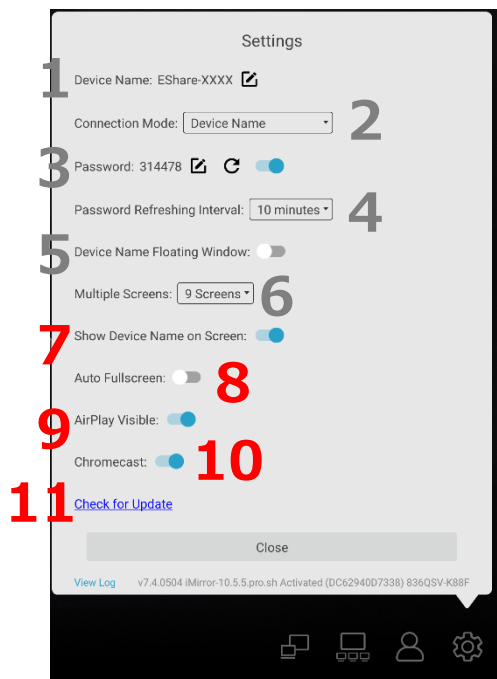 Settings
1 Device Name: EShare-XXXX
Connection Mode: Device Name 2
3 Password: 314478
Password Refreshing Interval: 10 minutes 4
5 Device Name Floating Window:
Multiple Screens: 9 Screens 6
7 Show Device Name on Screen:
Auto Fullscreen: 8
9 AirPlay Visible:
Chromecast: 10
11 Check for Update
Close
View Log v7.4.0504 iMirror-10.5.5.pro.sh Activated (DC62940D7338) 836QSV-K88F